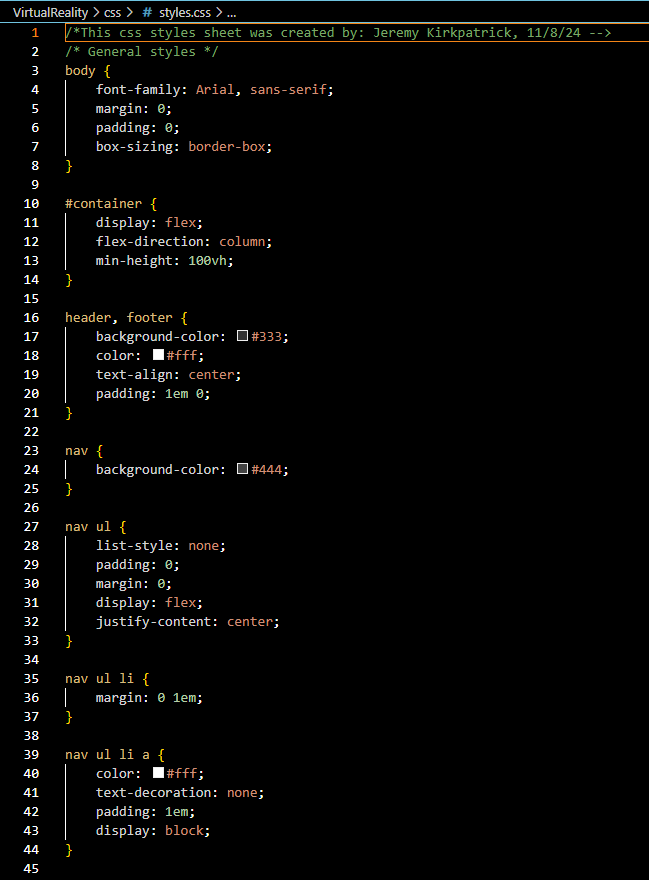 VirtualReality > css > # styles.css > ...
1 /*This css styles sheet was created by: Jeremy Kirkpatrick, 11/8/24 -->
2 /* General styles */
3 body {
4     font-family: Arial, sans-serif;
5     margin: 0;
6     padding: 0;
7     box-sizing: border-box;
8 }
9
10 #container {
11     display: flex;
12     flex-direction: column;
13     min-height: 100vh;
14 }
15
16 header, footer {
17     background-color: #333;
18     color: #fff;
19     text-align: center;
20     padding: 1em 0;
21 }
22
23 nav {
24     background-color: #444;
25 }
26
27 nav ul {
28     list-style: none;
29     padding: 0;
30     margin: 0;
31     display: flex;
32     justify-content: center;
33 }
34
35 nav ul li {
36     margin: 0 1em;
37 }
38
39 nav ul li a {
40     color: #fff;
41     text-decoration: none;
42     padding: 1em;
43     display: block;
44 }
45